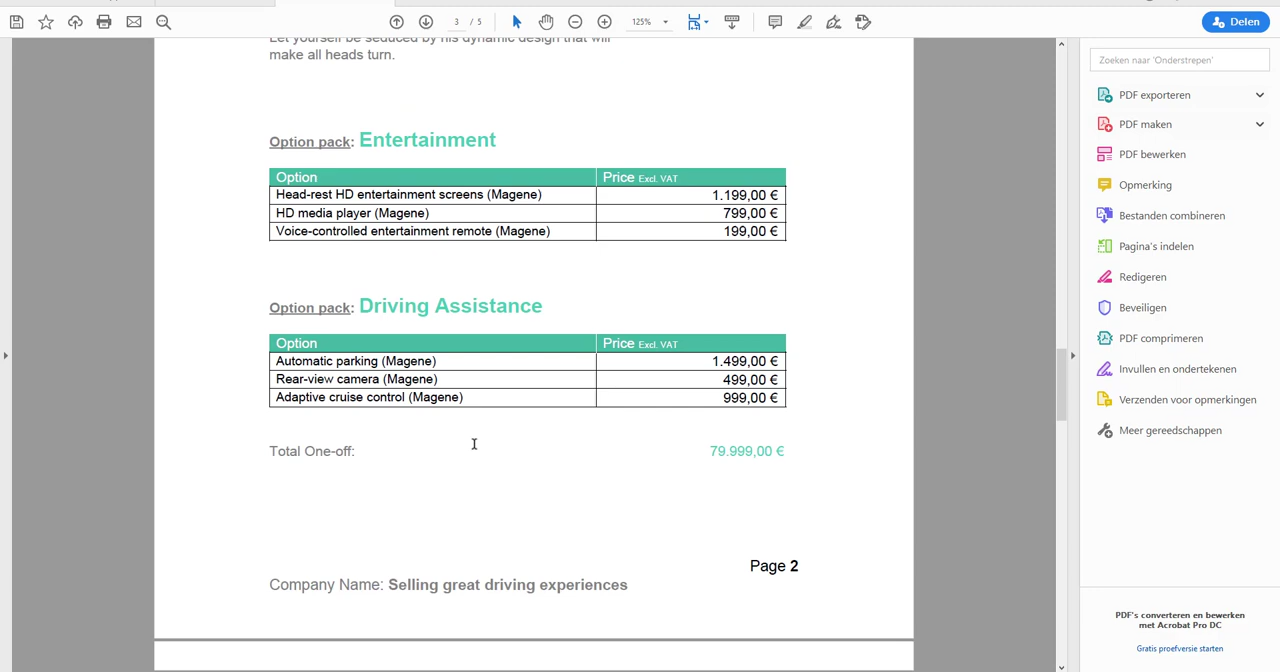 3 / 5
125%
Delen
Let yourself be seduced by his dynamic design that will
make all heads turn.
Option pack: Entertainment
Option Price Excl. VAT
Head-rest HD entertainment screens (Magene) 1.199,00 €
HD media player (Magene) 799,00 €
Voice-controlled entertainment remote (Magene) 199,00 €
Option pack: Driving Assistance
Option Price Excl. VAT
Automatic parking (Magene) 1.499,00 €
Rear-view camera (Magene) 499,00 €
Adaptive cruise control (Magene) 999,00 €
Total One-off: 79.999,00 €
Page 2
Company Name: Selling great driving experiences
Zoeken naar 'Onderstrepen'
PDF exporteren
PDF maken
PDF bewerken
Opmerking
Bestanden combineren
Pagina's indelen
Redigeren
Beveiligen
PDF comprimeren
Invullen en ondertekenen
Verzenden voor opmerkingen
Meer gereedschappen
PDF's converteren en bewerken
met Acrobat Pro DC
Gratis proefversie starten